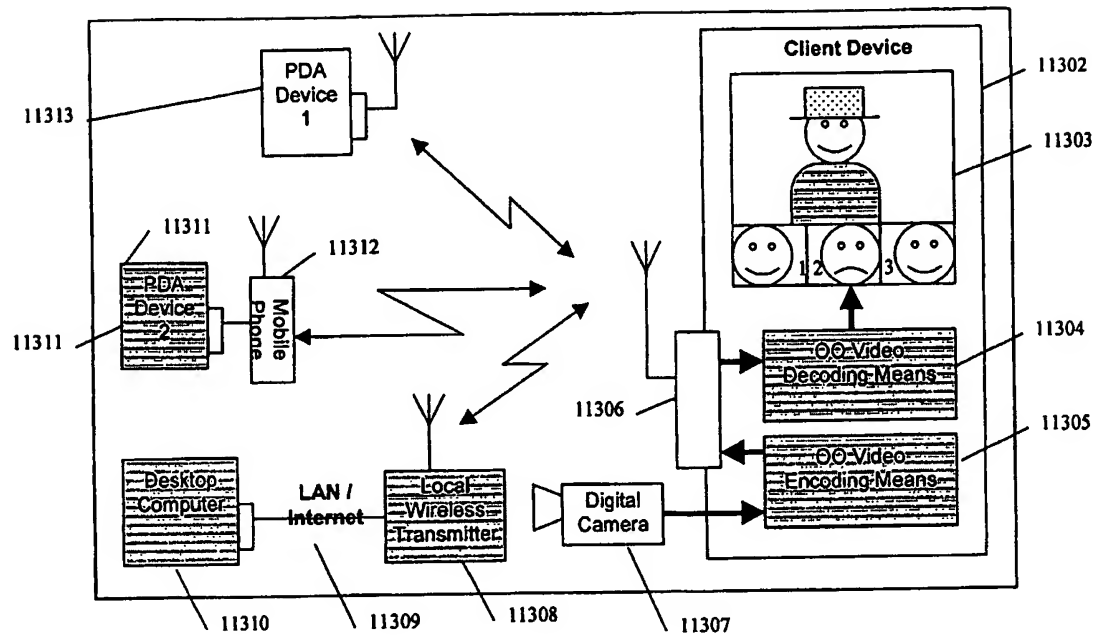 Client Device
11302
11303
PDA
Device
1
11313
11311
11312
PDA
Device
2
Mobile
Phone
11311
1 2 3
OO Video
Decoding Means
11304
11306
OO Video
Encoding Means
11305
Desktop
Computer
LAN /
Internet
Local
Wireless
Transmitter
Digital
Camera
11310
11309
11308
11307